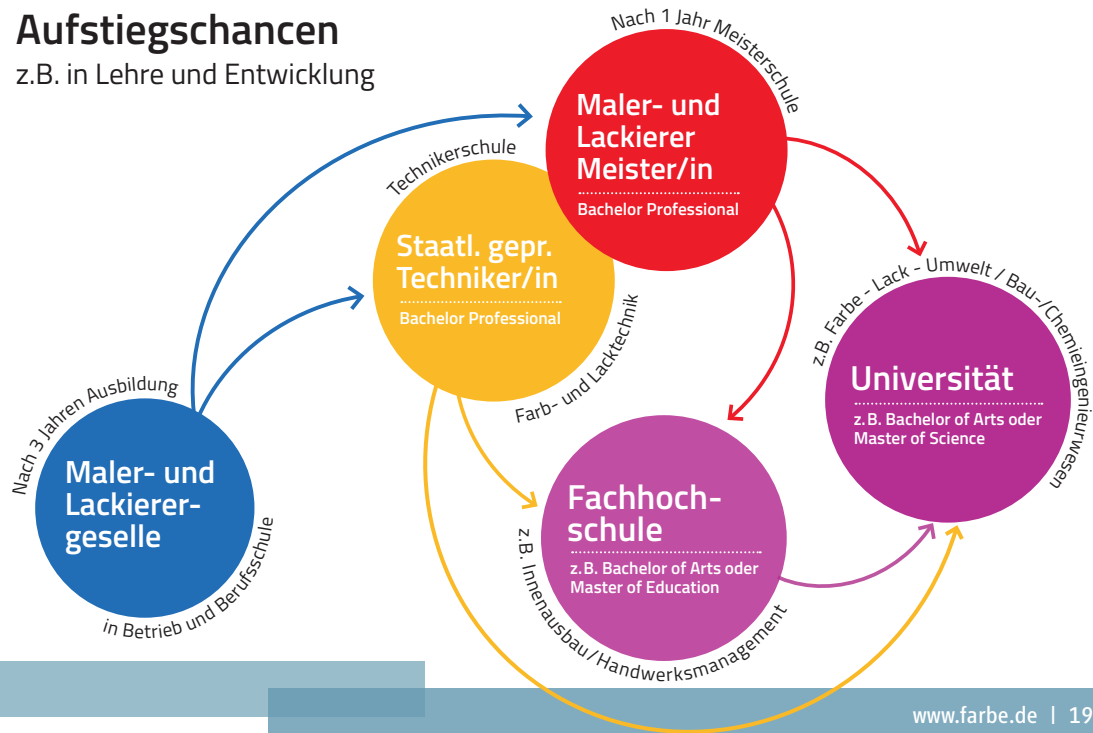 Aufstiegschancen
z.B. in Lehre und Entwicklung
Nach 1 Jahr Meisterschule
Maler- und
Lackierer
Meister/in
Bachelor Professional
Technikerschule
Staatl. gepr.
Techniker/in
Bachelor Professional
Farb- und Lacktechnik
Nach 3 Jahren Ausbildung
Maler- und
Lackierer-
geselle
in Betrieb und Berufsschule
z.B. Farbe - Lack - Umwelt / Bau-/Chemieingenieurwesen
Universität
z.B. Bachelor of Arts oder
Master of Science
Fachhoch-
schule
z.B. Bachelor of Arts oder
Master of Education
z.B. Innenausbau/Handwerksmanagement
www.farbe.de | 19